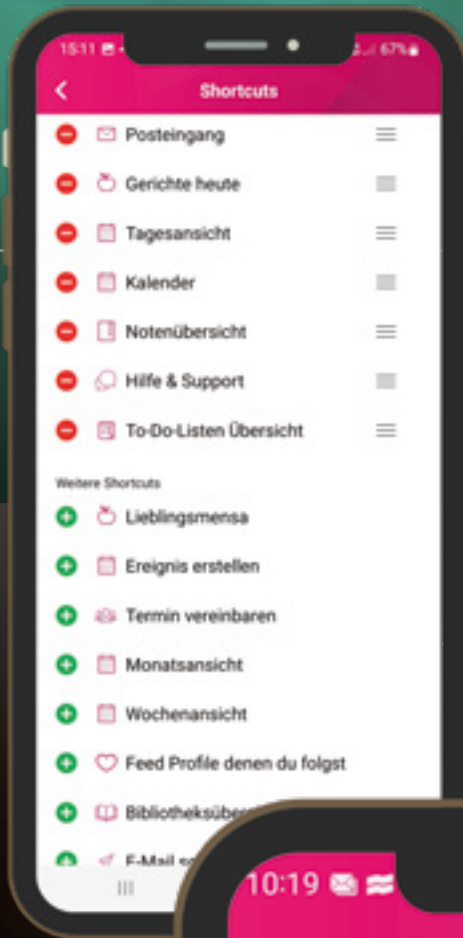 15:11
67%
Shortcuts
Posteingang
Gerichte heute
Tagesansicht
Kalender
Notenübersicht
Hilfe & Support
To-Do-Listen Übersicht
Weitere Shortcuts
Lieblingsmensa
Ereignis erstellen
Termin vereinbaren
Monatsansicht
Wochenansicht
Feed Profile denen du folgst
E-Mail
10:19